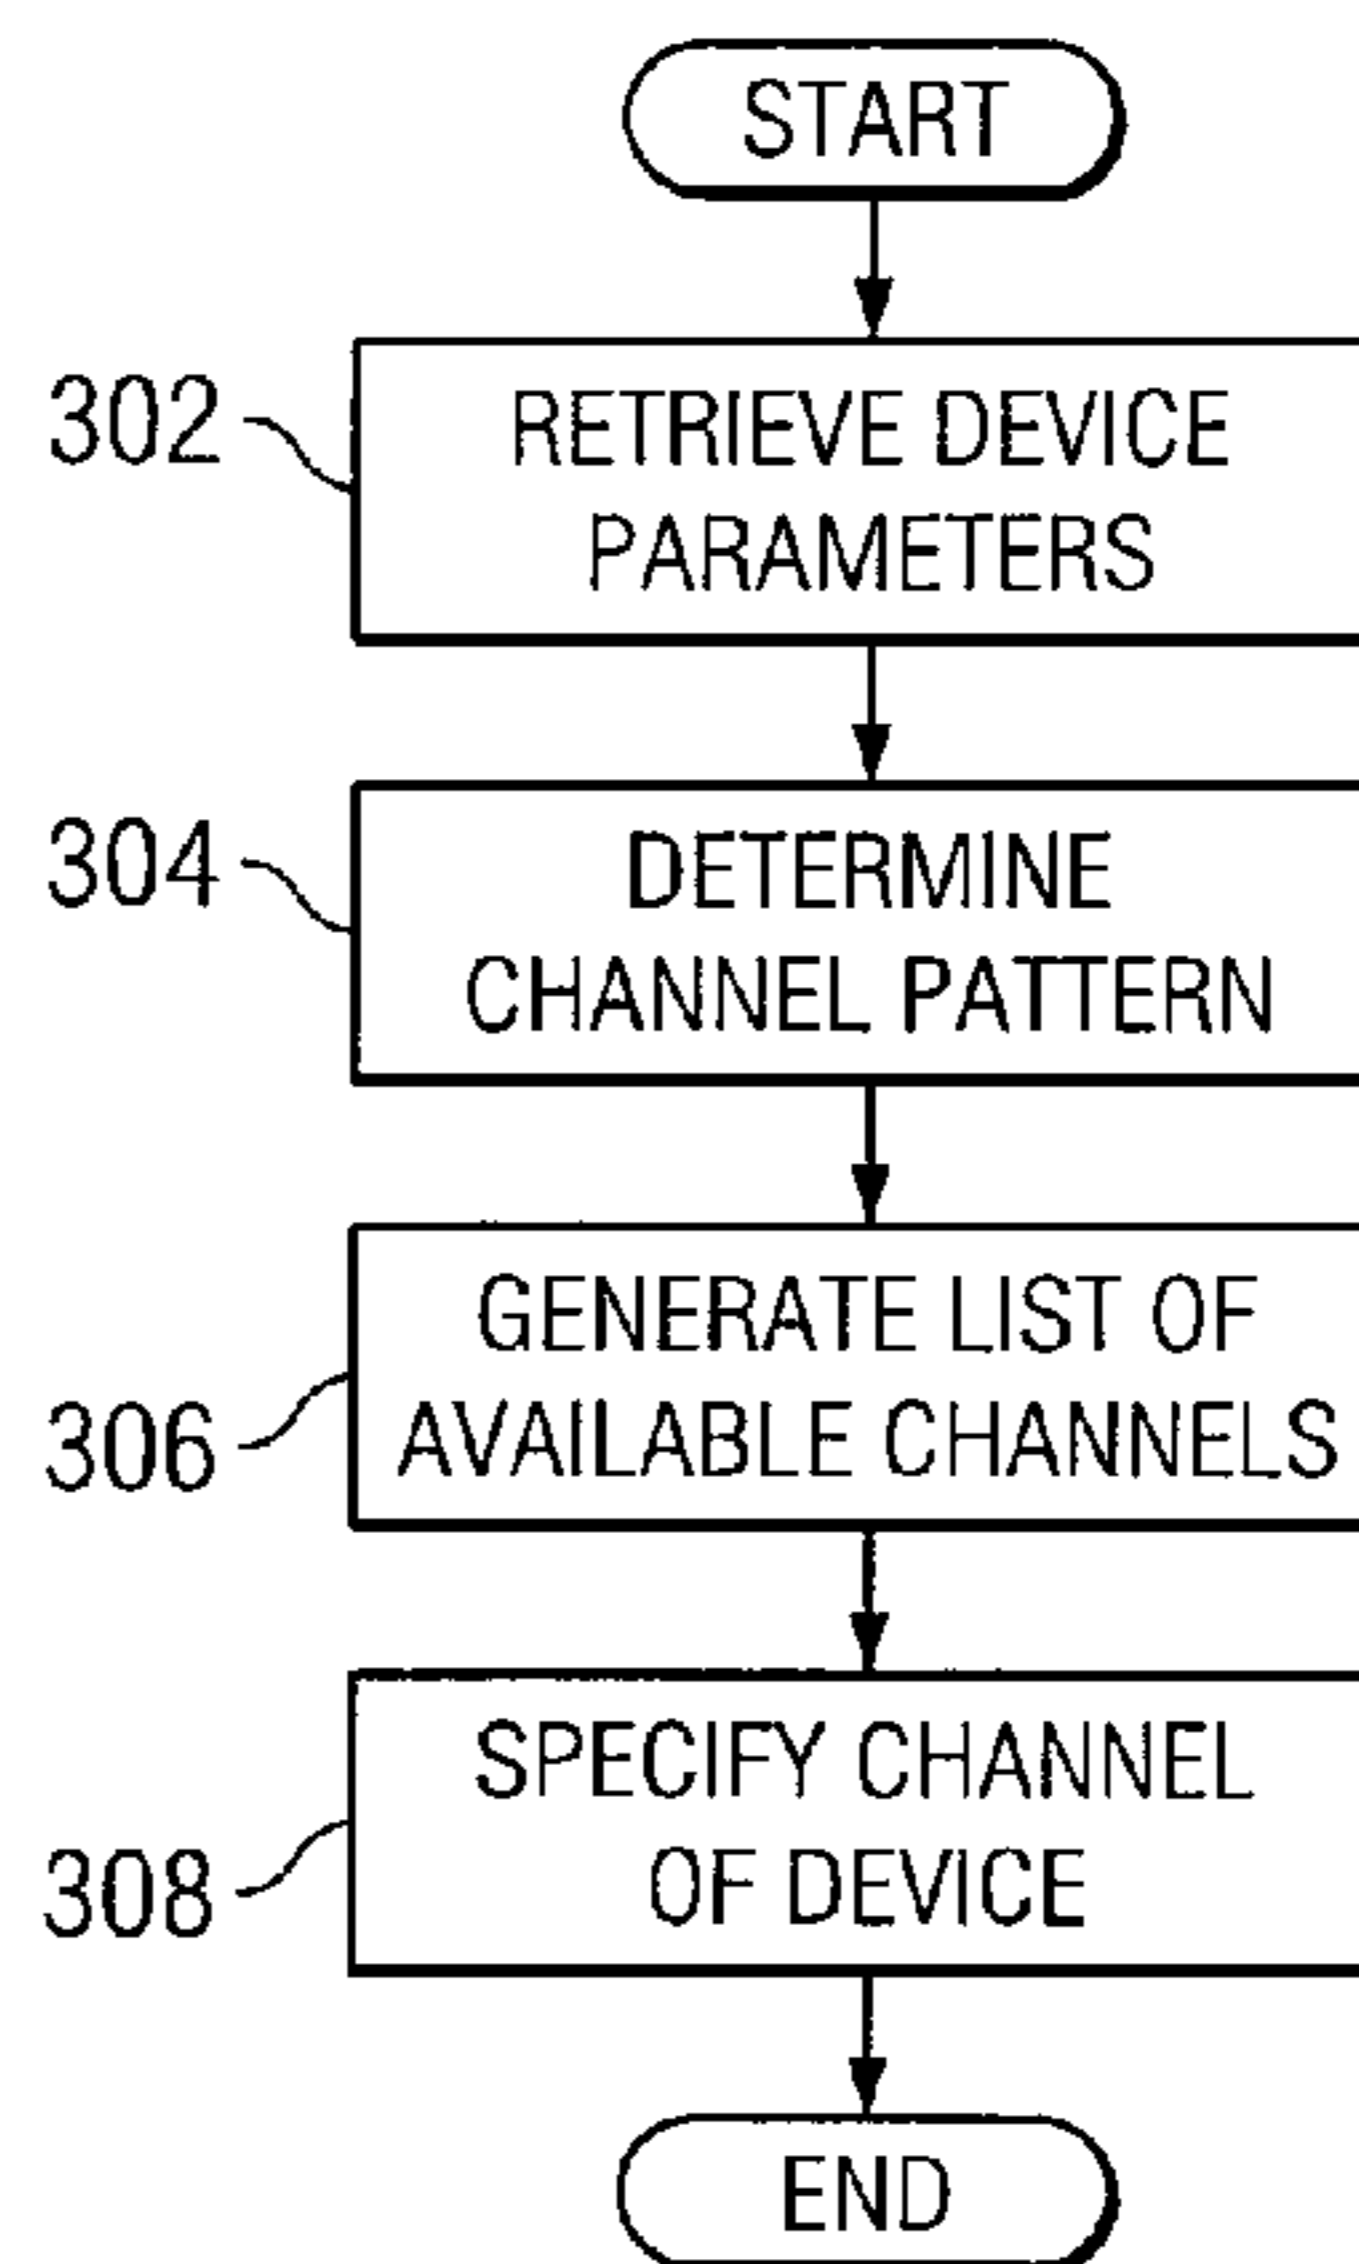 START
302
RETRIEVE DEVICE
PARAMETERS
304
DETERMINE
CHANNEL PATTERN
306
GENERATE LIST OF
AVAILABLE CHANNELS
308
SPECIFY CHANNEL
OF DEVICE
END